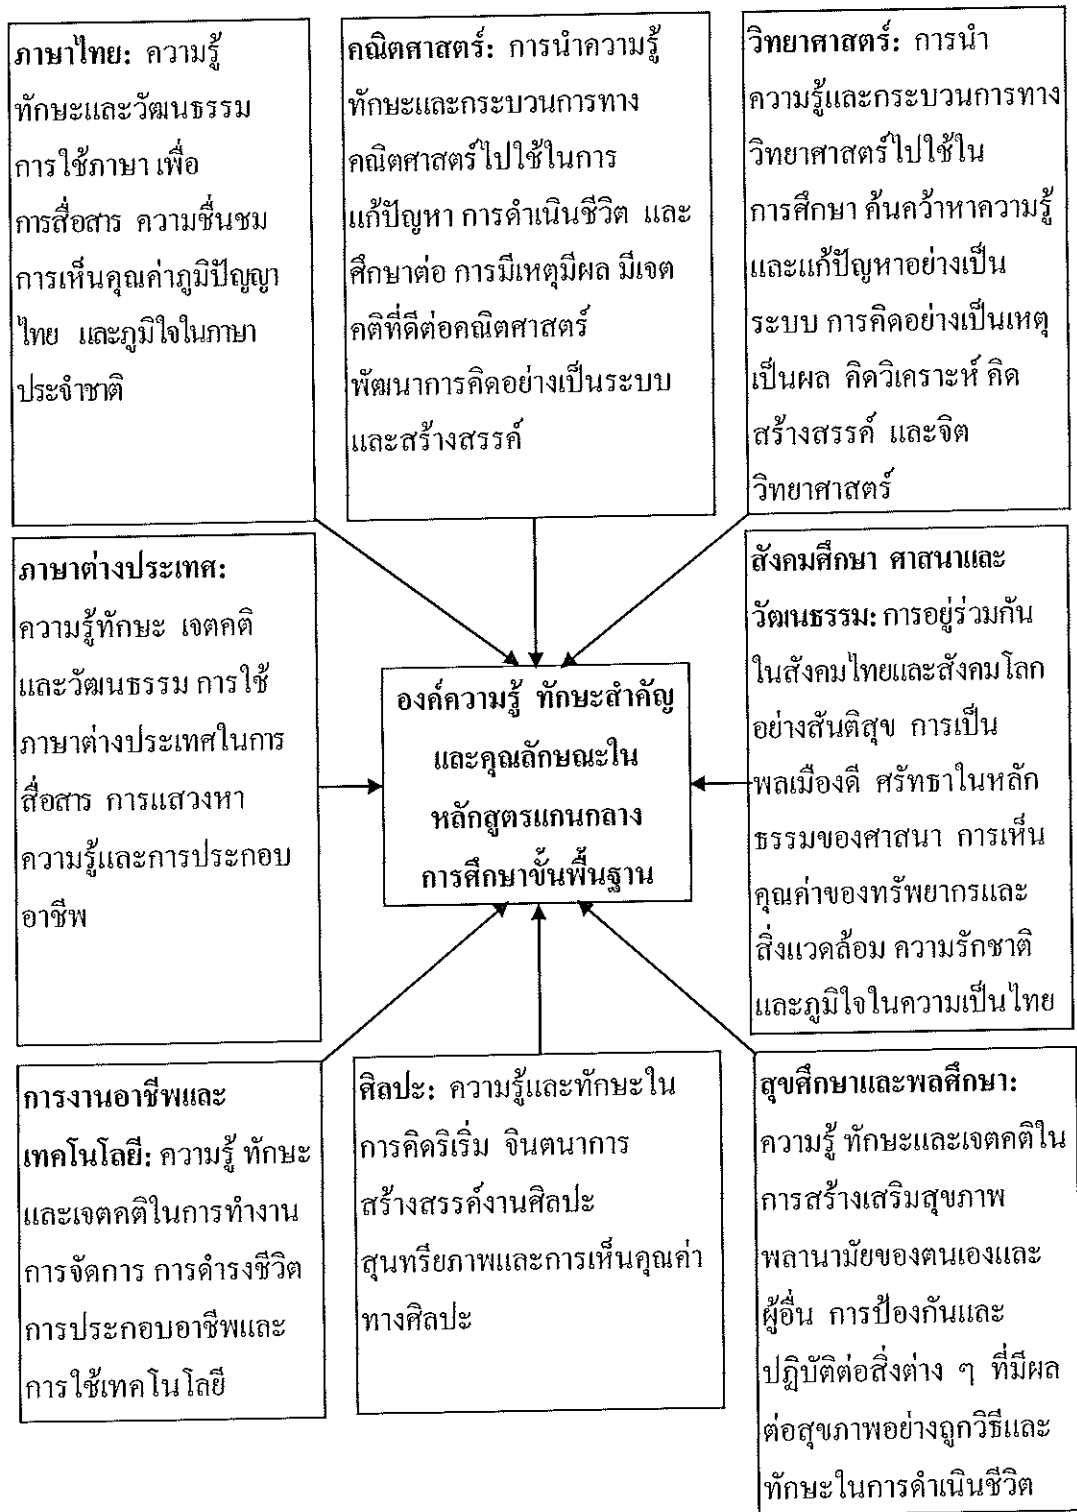 ภาษาไทย: ความรู้
ทักษะและวัฒนธรรม
การใช้ภาษา เพื่อ
การสื่อสาร ความชื่นชม
การเห็นคุณค่าภูมิปัญญา
ไทย และภูมิใจในภาษา
ประจำชาติ
คณิตศาสตร์: การนำความรู้
ทักษะและกระบวนการทาง
คณิตศาสตร์ไปใช้ในการ
แก้ปัญหา การดำเนินชีวิต และ
ศึกษาต่อ การมีเหตุมีผล มีเจต
คติที่ดีต่อคณิตศาสตร์
พัฒนาการคิดอย่างเป็นระบบ
และสร้างสรรค์
วิทยาศาสตร์: การนำ
ความรู้และกระบวนการทาง
วิทยาศาสตร์ไปใช้ใน
การศึกษา ค้นคว้าหาความรู้
และแก้ปัญหาอย่างเป็น
ระบบ การคิดอย่างเป็นเหตุ
เป็นผล คิดวิเคราะห์ คิด
สร้างสรรค์ และจิต
วิทยาศาสตร์
ภาษาต่างประเทศ:
ความรู้ทักษะ เจตคติ
และวัฒนธรรม การใช้
ภาษาต่างประเทศในการ
สื่อสาร การแสวงหา
ความรู้และการประกอบ
อาชีพ
องค์ความรู้ ทักษะสำคัญ
และคุณลักษณะใน
หลักสูตรแกนกลาง
การศึกษาขั้นพื้นฐาน
สังคมศึกษา ศาสนาและ
วัฒนธรรม: การอยู่ร่วมกัน
ในสังคมไทยและสังคมโลก
อย่างสันติสุข การเป็น
พลเมืองดี ศรัทธาในหลัก
ธรรมของศาสนา การเห็น
คุณค่าของทรัพยากรและ
สิ่งแวดล้อม ความรักชาติ
และภูมิใจในความเป็นไทย
การงานอาชีพและ
เทคโนโลยี: ความรู้ ทักษะ
และเจตคติในการทำงาน
การจัดการ การดำรงชีวิต
การประกอบอาชีพและ
การใช้เทคโนโลยี
ศิลปะ: ความรู้และทักษะใน
การคิดริเริ่ม จินตนาการ
สร้างสรรค์งานศิลปะ
สุนทรียภาพและการเห็นคุณค่า
ทางศิลปะ
สุขศึกษาและพลศึกษา:
ความรู้ ทักษะและเจตคติใน
การสร้างเสริมสุขภาพ
พลานามัยของตนเองและ
ผู้อื่น การป้องกันและ
ปฏิบัติต่อสิ่งต่าง ๆ ที่มีผล
ต่อสุขภาพอย่างถูกวิธีและ
ทักษะในการดำเนินชีวิต